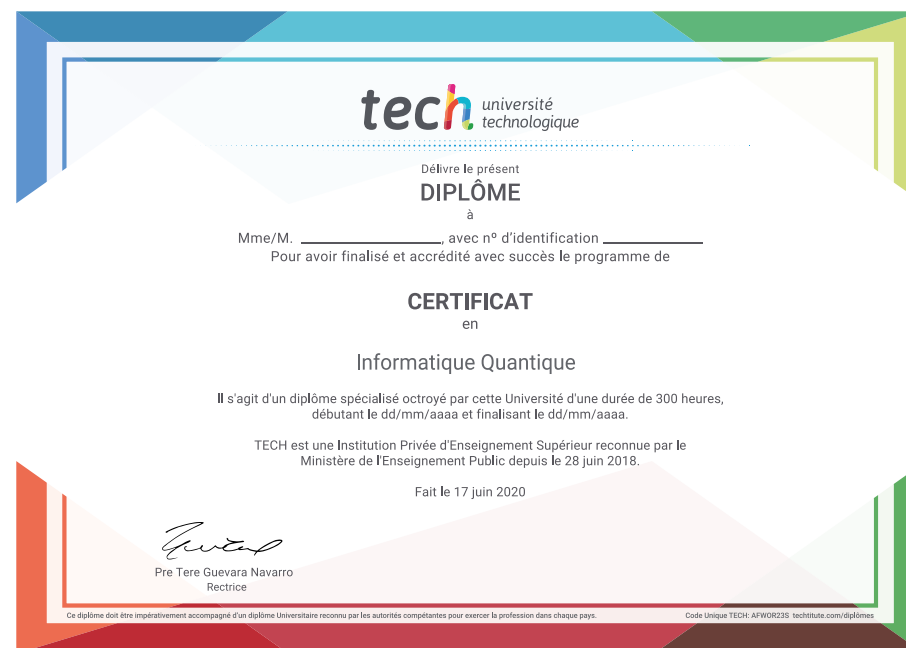 tech université
technologique
Délivre le présent
DIPLÔME
à
Mme/M. ____________________, avec nº d'identification ______________
Pour avoir finalisé et accrédité avec succès le programme de
CERTIFICAT
en
Informatique Quantique
Il s'agit d'un diplôme spécialisé octroyé par cette Université d'une durée de 300 heures,
débutant le dd/mm/aaaa et finalisant le dd/mm/aaaa.
TECH est une Institution Privée d'Enseignement Supérieur reconnue par le
Ministère de l'Enseignement Public depuis le 28 juin 2018.
Fait le 17 juin 2020
Pre Tere Guevara Navarro
Rectrice
Ce diplôme doit être impérativement accompagné d'un diplôme Universitaire reconnu par les autorités compétantes pour exercer la profession dans chaque pays.
Code Unique TECH: AFWOR23S techtitute.com/diplômes